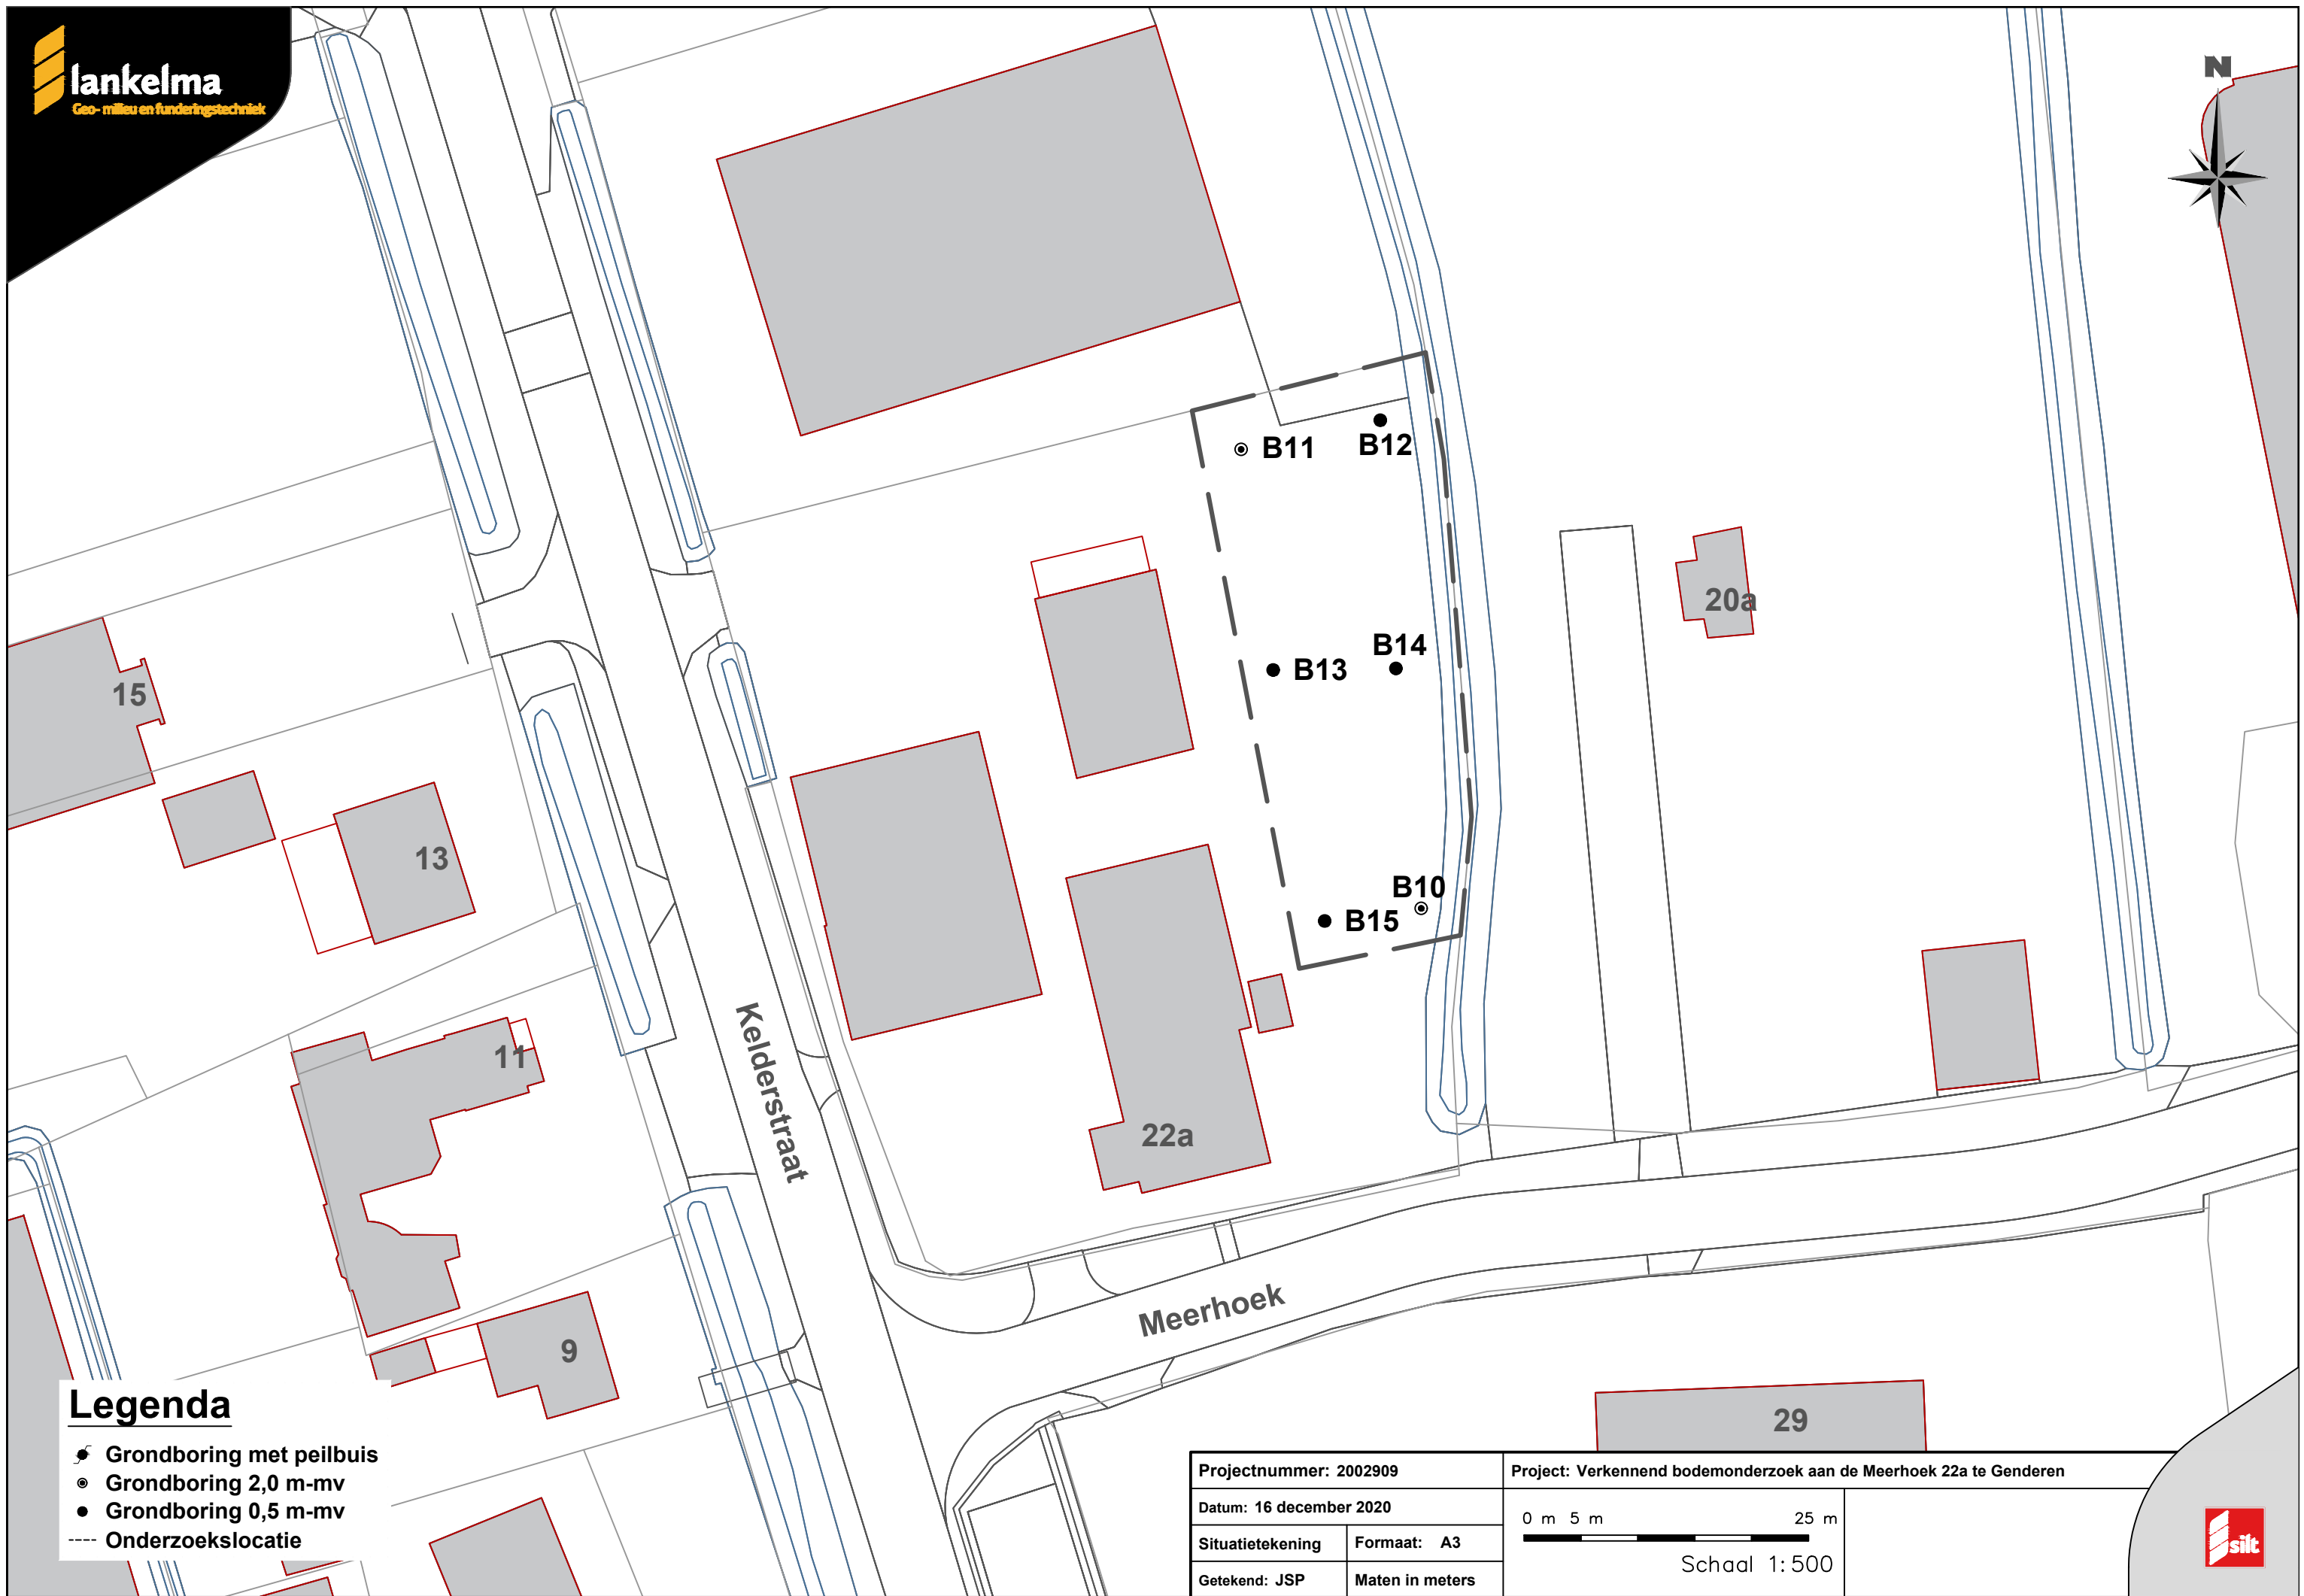 lankelma
Geo- milieu en funderingstechniek
N
B11
B12
20a
B14
B13
15
13
B10
B15
Kelderstraat
11
22a
Meerhoek
9
29
Legenda
Grondboring met peilbuis
Grondboring 2,0 m-mv
Grondboring 0,5 m-mv
Onderzoekslocatie
Projectnummer: 2002909
Project: Verkennend bodemonderzoek aan de Meerhoek 22a te Genderen
Datum: 16 december 2020
0 m 5 m 25 m
Situatietekening
Formaat: A3
Schaal 1:500
Getekend: JSP
Maten in meters
silt